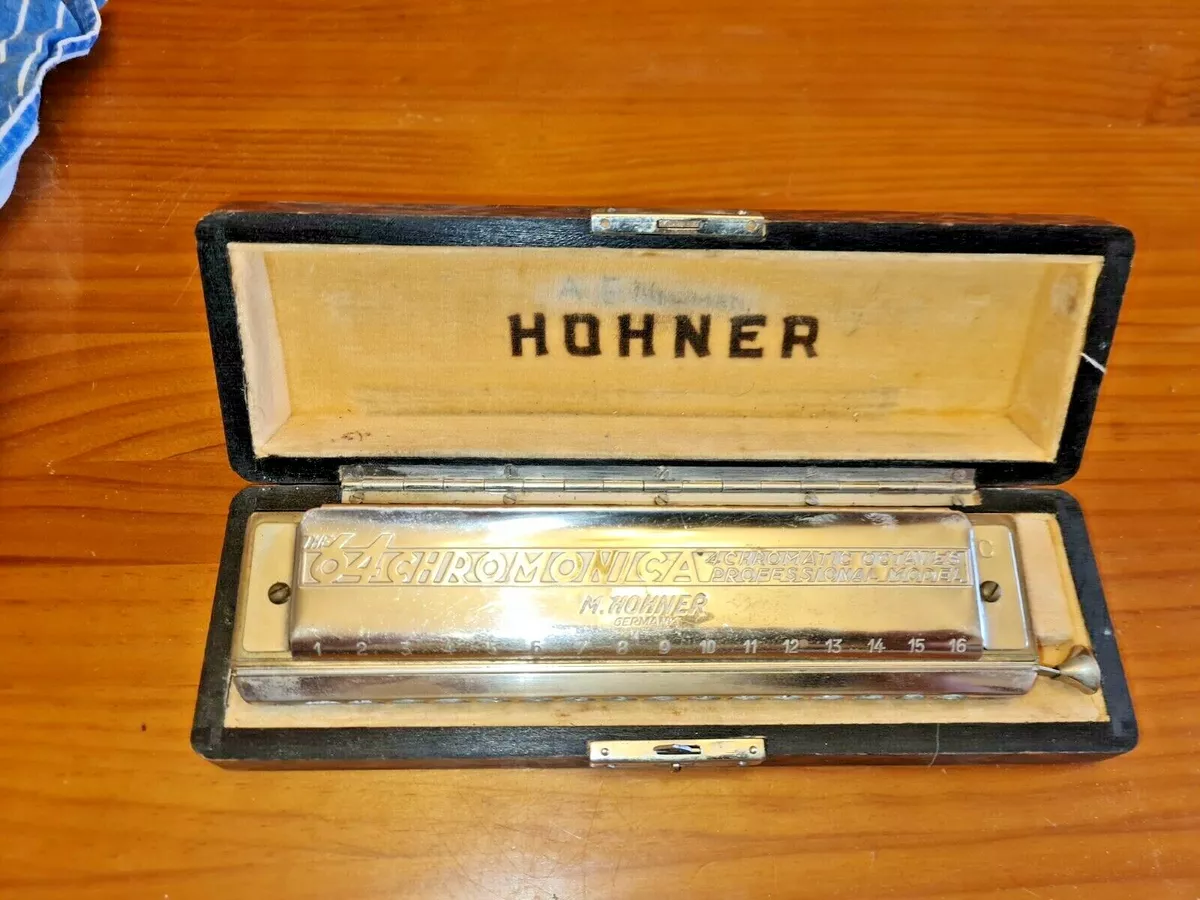 A. E.
HOHNER
THE 64 CHROMONICA 4 CHROMATIC OCTAVES
PROFESSIONAL MODEL
C
M. HOHNER
GERMANY
1 2 3 4 5 6 7 8 9 10 11 12 13 14 15 16